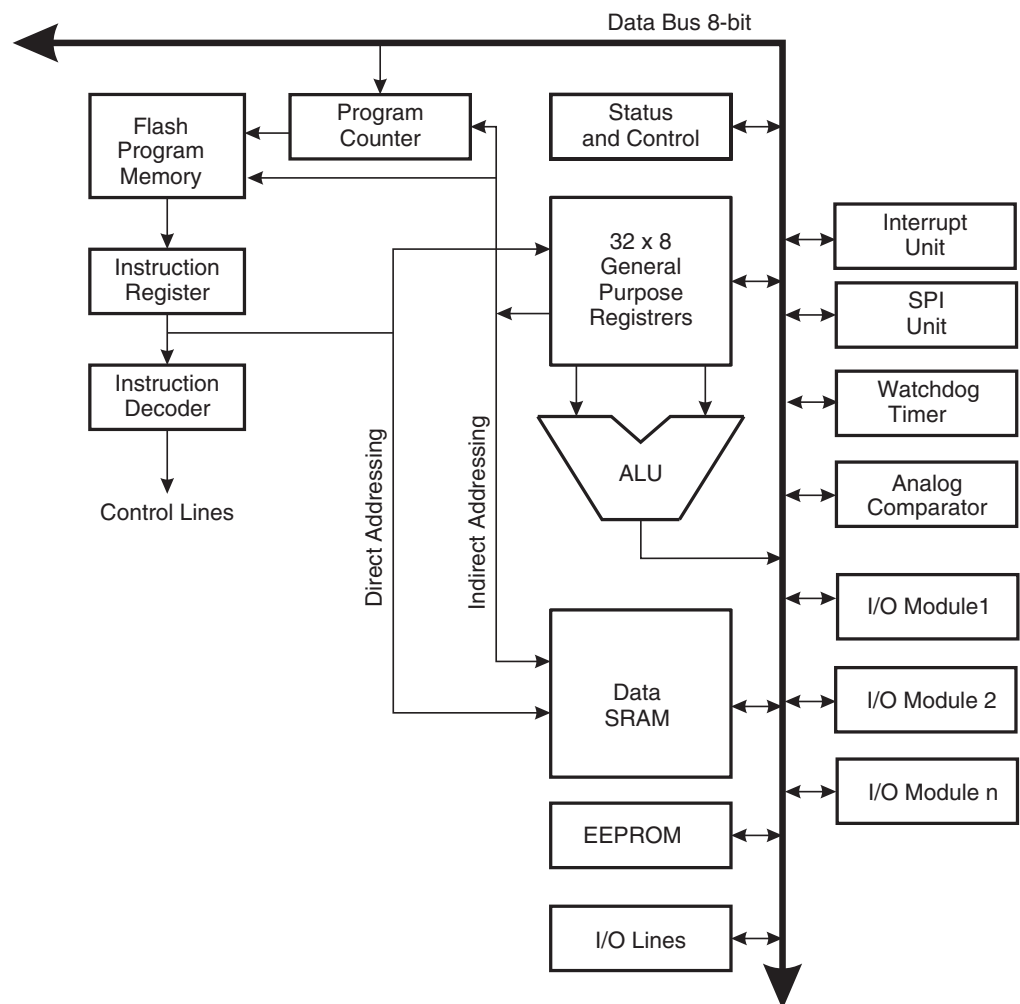 Data Bus 8-bit
Flash
Program
Memory
Program
Counter
Status
and Control
32 x 8
General
Purpose
Registrers
Interrupt
Unit
SPI
Unit
Instruction
Register
Instruction
Decoder
Watchdog
Timer
Control Lines
Direct Addressing
Indirect Addressing
ALU
Analog
Comparator
I/O Module1
Data
SRAM
I/O Module 2
I/O Module n
EEPROM
I/O Lines